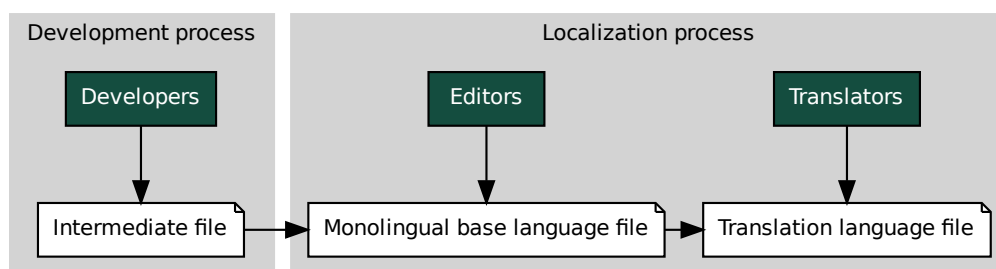 Development process
Localization process
Developers
Editors
Translators
Intermediate file
Monolingual base language file
Translation language file